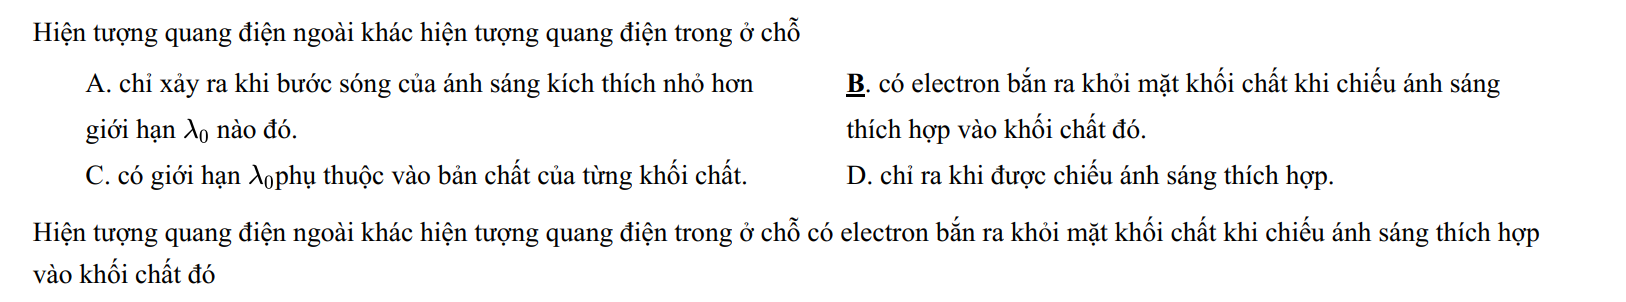 Hiện tượng quang điện ngoài khác hiện tượng quang điện trong ở chỗ
A. chỉ xảy ra khi bước sóng của ánh sáng kích thích nhỏ hơn
giới hạn λ₀ nào đó.
B. có electron bắn ra khỏi mặt khối chất khi chiếu ánh sáng
thích hợp vào khối chất đó.
C. có giới hạn λ₀phụ thuộc vào bản chất của từng khối chất.
D. chỉ ra khi được chiếu ánh sáng thích hợp.
Hiện tượng quang điện ngoài khác hiện tượng quang điện trong ở chỗ có electron bắn ra khỏi mặt khối chất khi chiếu ánh sáng thích hợp
vào khối chất đó